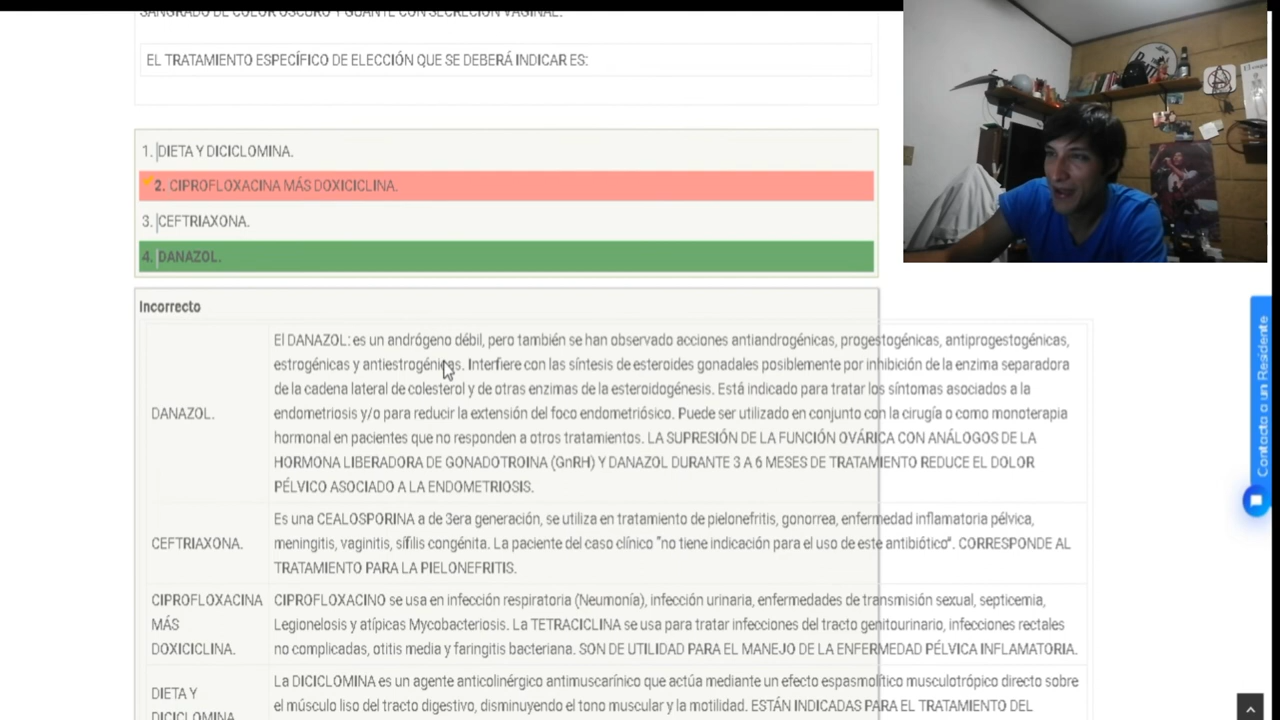 SANGRADO DE COLOR OSCURO Y GUANTE CON SECRECIÓN VAGINAL.
EL TRATAMIENTO ESPECÍFICO DE ELECCIÓN QUE SE DEBERÁ INDICAR ES:
1. DIETA Y DICICLOMINA.
2. CIPROFLOXACINA MÁS DOXICICLINA.
3. CEFTRIAXONA.
4. DANAZOL.
Incorrecto
DANAZOL.
El DANAZOL: es un andrógeno débil, pero también se han observado acciones antiandrogénicas, progestogénicas, antiprogestogénicas,
estrogénicas y antiestrogénicas. Interfiere con las síntesis de esteroides gonadales posiblemente por inhibición de la enzima separadora
de la cadena lateral de colesterol y de otras enzimas de la esteroidogénesis. Está indicado para tratar los síntomas asociados a la
endometriosis y/o para reducir la extensión del foco endometriósico. Puede ser utilizado en conjunto con la cirugía o como monoterapia
hormonal en pacientes que no responden a otros tratamientos. LA SUPRESIÓN DE LA FUNCIÓN OVÁRICA CON ANÁLOGOS DE LA
HORMONA LIBERADORA DE GONADOTROINA (GnRH) Y DANAZOL DURANTE 3 A 6 MESES DE TRATAMIENTO REDUCE EL DOLOR
PÉLVICO ASOCIADO A LA ENDOMETRIOSIS.
CEFTRIAXONA.
Es una CEALOSPORINA a de 3era generación, se utiliza en tratamiento de pielonefritis, gonorrea, enfermedad inflamatoria pélvica,
meningitis, vaginitis, sífilis congénita. La paciente del caso clínico "no tiene indicación para el uso de este antibiótico". CORRESPONDE AL
TRATAMIENTO PARA LA PIELONEFRITIS.
CIPROFLOXACINA
MÁS
DOXICICLINA.
CIPROFLOXACINO se usa en infección respiratoria (Neumonía), infección urinaria, enfermedades de transmisión sexual, septicemia,
Legionelosis y atípicas Mycobacteriosis. La TETRACICLINA se usa para tratar infecciones del tracto genitourinario, infecciones rectales
no complicadas, otitis media y faringitis bacteriana. SON DE UTILIDAD PARA EL MANEJO DE LA ENFERMEDAD PÉLVICA INFLAMATORIA.
DIETA Y
DICICLOMINA
La DICICLOMINA es un agente anticolinérgico antimuscarínico que actúa mediante un efecto espasmolítico musculotrópico directo sobre
el músculo liso del tracto digestivo, disminuyendo el tono muscular y la motilidad. ESTÁN INDICADAS PARA EL TRATAMIENTO DEL
Contacta a un Residente